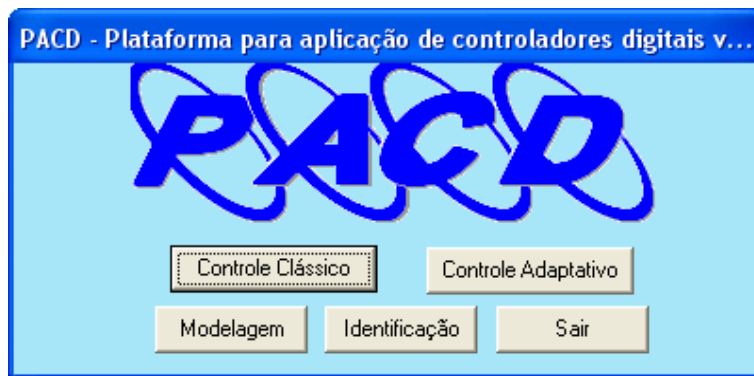 PACD - Plataforma para aplicação de controladores digitais v...
PACD
Controle Clássico
Controle Adaptativo
Modelagem
Identificação
Sair